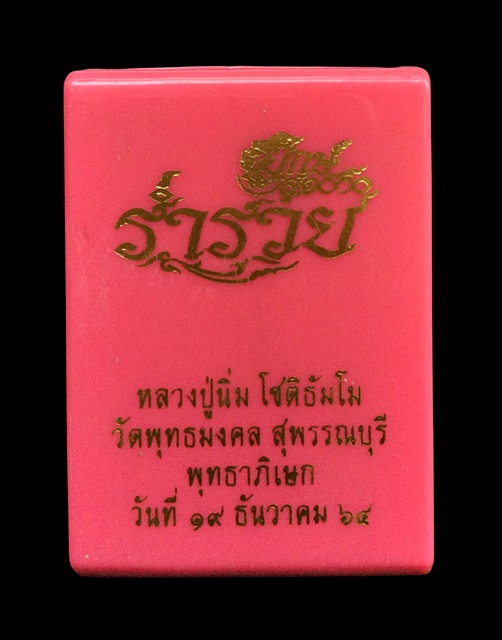 ร่ำรวย
หลวงปู่นิ่ม โชติธัมโม
วัดพุทธมงคล สุพรรณบุรี
พุทธาภิเษก
วันที่ ๑๙ ธันวาคม ๖๔